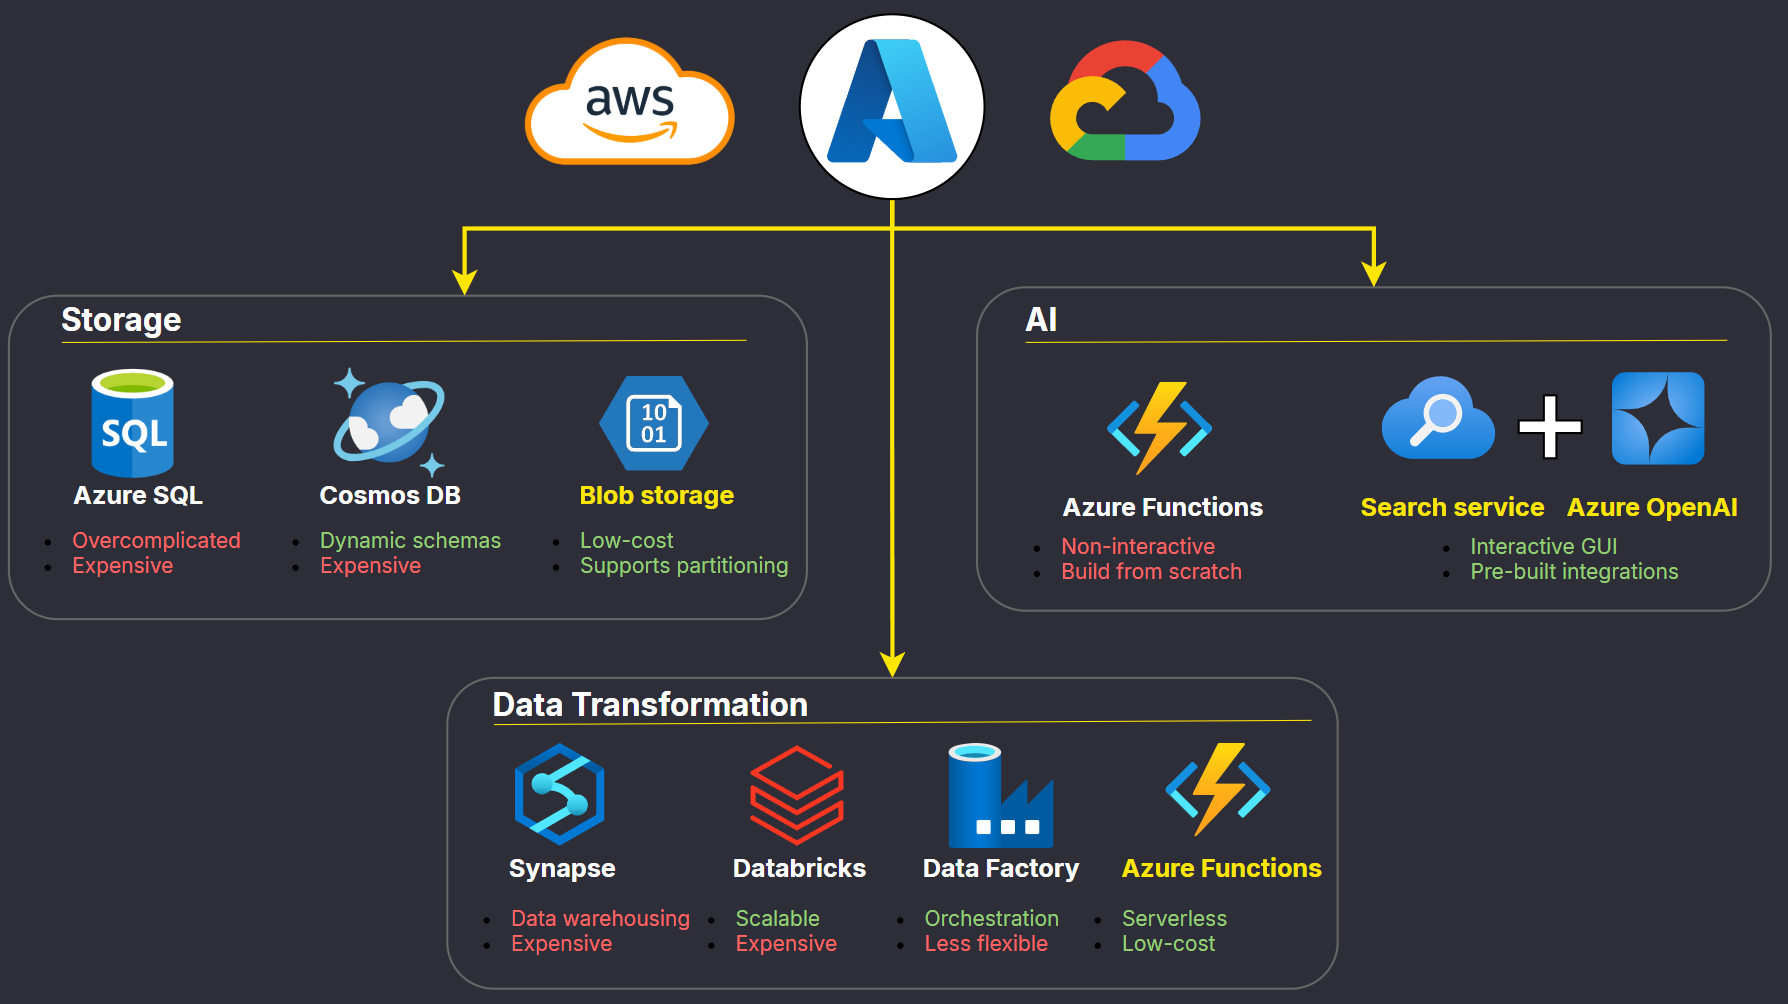 aws
Storage
SQL
Azure SQL
Overcomplicated
Expensive
Cosmos DB
Dynamic schemas
Expensive
10
01
Blob storage
Low-cost
Supports partitioning
AI
Azure Functions
Non-interactive
Build from scratch
Search service
Azure OpenAI
Interactive GUI
Pre-built integrations
Data Transformation
Synapse
Data warehousing
Expensive
Databricks
Scalable
Expensive
Data Factory
Orchestration
Less flexible
Azure Functions
Serverless
Low-cost